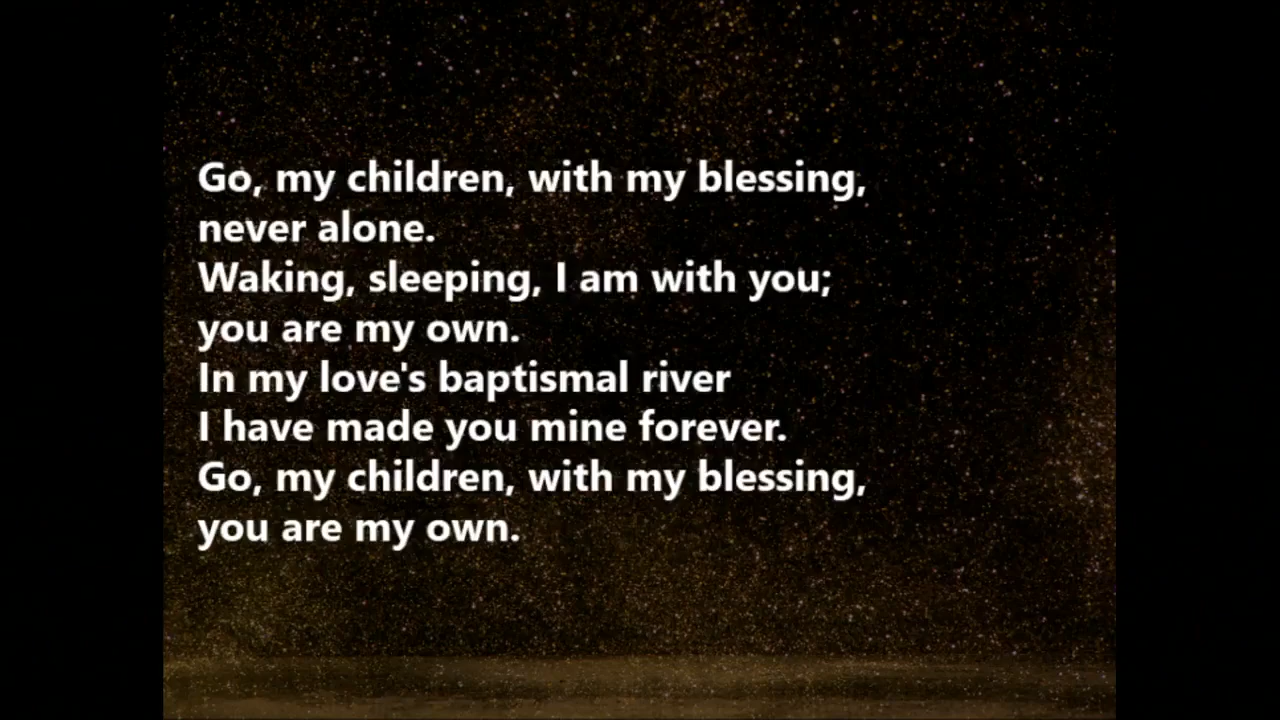 Go, my children, with my blessing,
never alone.
Waking, sleeping, I am with you;
you are my own.
In my love's baptismal river
I have made you mine forever.
Go, my children, with my blessing,
you are my own.